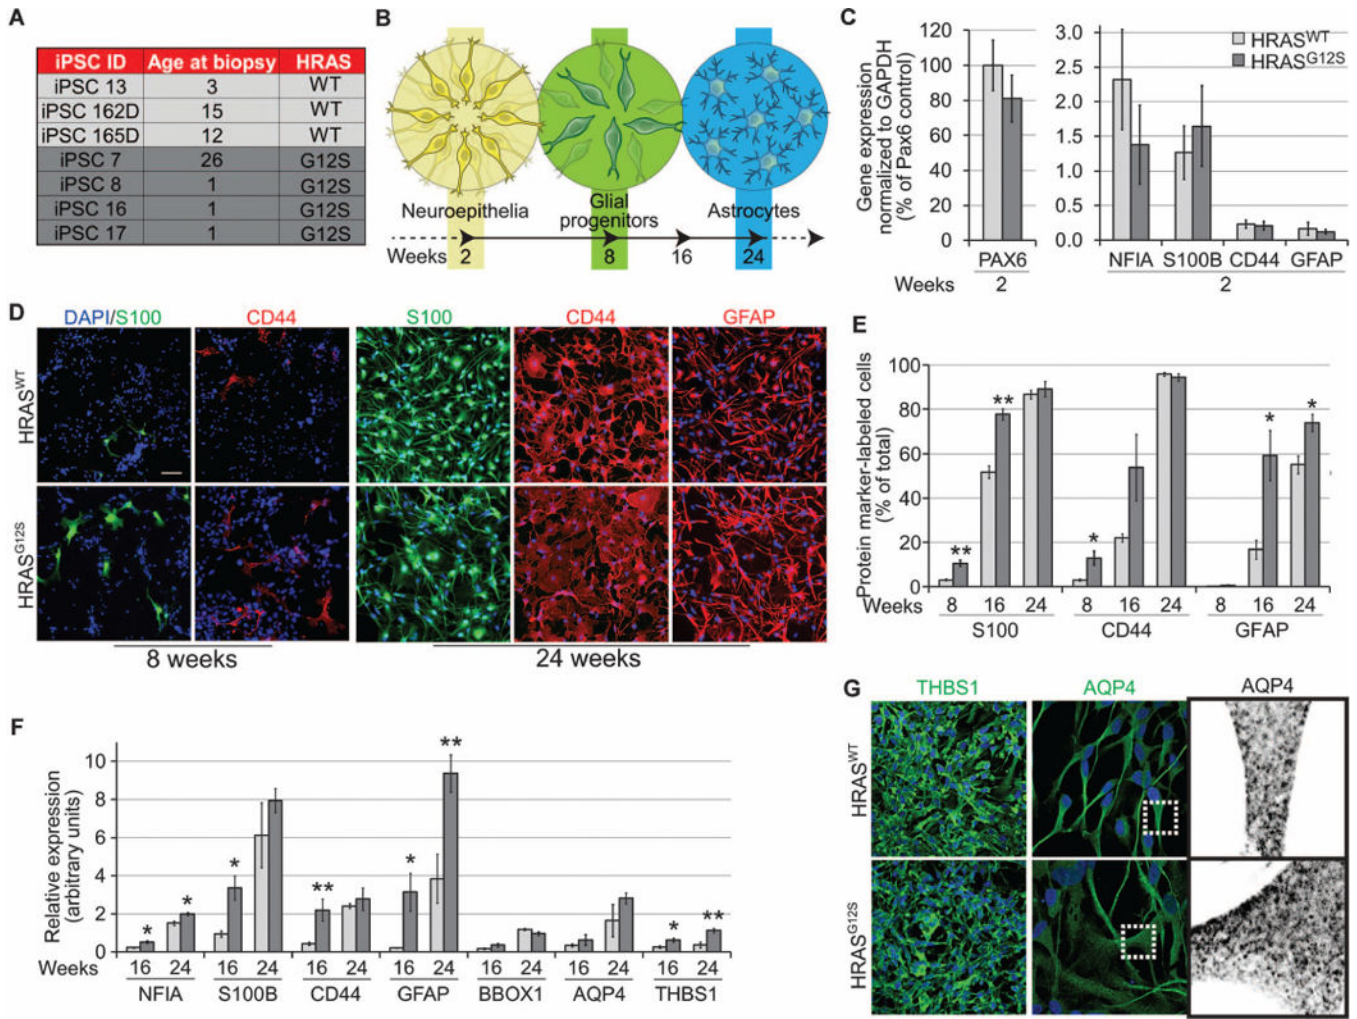 A
iPSC ID Age at biopsy HRAS
iPSC 13 3 WT
iPSC 162D 15 WT
iPSC 165D 12 WT
iPSC 7 26 G12S
iPSC 8 1 G12S
iPSC 16 1 G12S
iPSC 17 1 G12S
B
Neuroepithelia
Glial
progenitors
Astrocytes
Weeks 2 8 16 24
C
Gene expression
normalized to GAPDH
(% of Pax6 control)
120
100
80
60
40
20
0
PAX6
Weeks 2
3.0
2.5
2.0
1.5
1.0
0.5
0.0
HRASWT
HRASG12S
NFIA S100B CD44 GFAP
2
D
DAPI/S100 CD44 S100 CD44 GFAP
HRASWT
HRASG12S
8 weeks
24 weeks
E
Protein marker-labeled cells
(% of total)
100
80
60
40
20
0
** ** * * *
Weeks 8 16 24 8 16 24 8 16 24
S100 CD44 GFAP
F
Relative expression
(arbitrary units)
10
8
6
4
2
0
* * * ** * ** * **
Weeks 16 24 16 24 16 24 16 24 16 24 16 24 16 24
NFIA S100B CD44 GFAP BBOX1 AQP4 THBS1
G
THBS1 AQP4 AQP4
HRASWT
HRASG12S